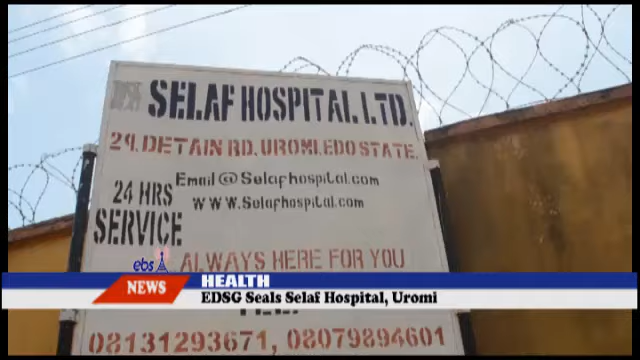 SELAF HOSPITAL LTD.
29, DETAIN RD. UROMI.EDO STATE.
Email@Selafhospital.com
www.Selafhospital.com
24 HRS
SERVICE
ALWAYS HERE FOR YOU
ebs
HEALTH
NEWS
EDSG Seals Selaf Hospital, Uromi
08131293671, 08079894601